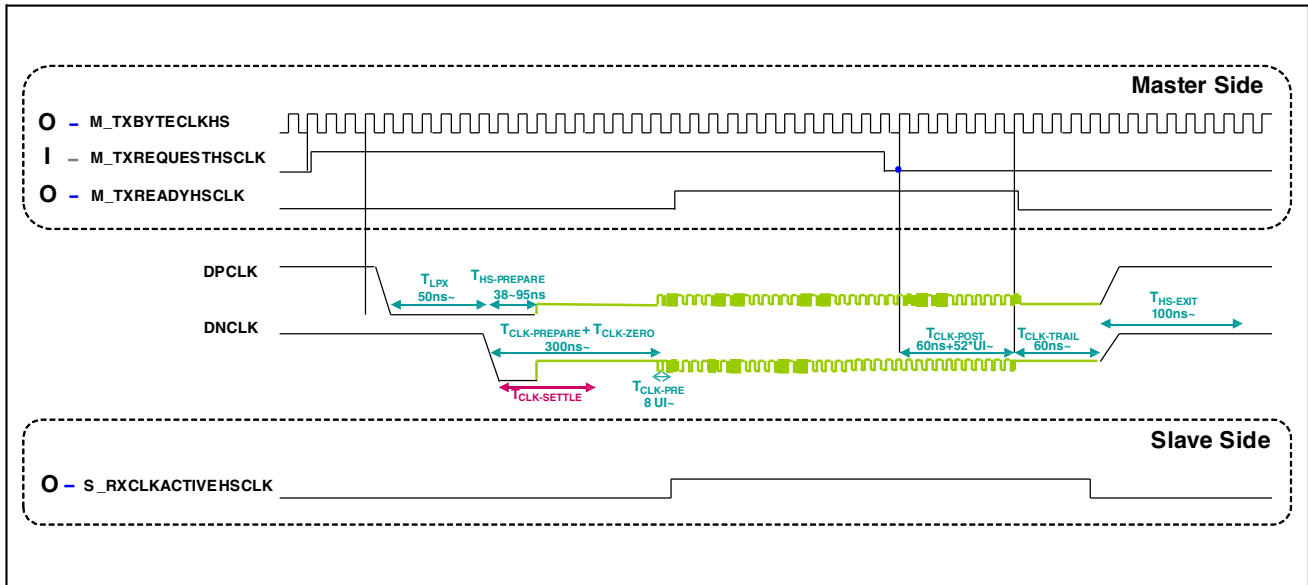 Master Side
O - M_TXBYTECLKHS
I - M_TXREQUESTHSCLK
O - M_TXREADYHSCLK
DPCLK
TLPX
50ns~
THS-PREPARE
38~95ns
THS-EXIT
100ns~
DNCLK
TCLK-PREPARE + TCLK-ZERO
300ns~
TCLK-POST
60ns+52*UI~
TCLK-TRAIL
60ns~
TCLK-SETTLE
TCLK-PRE
8 UI~
Slave Side
O - S_RXCLKACTIVEHSCLK